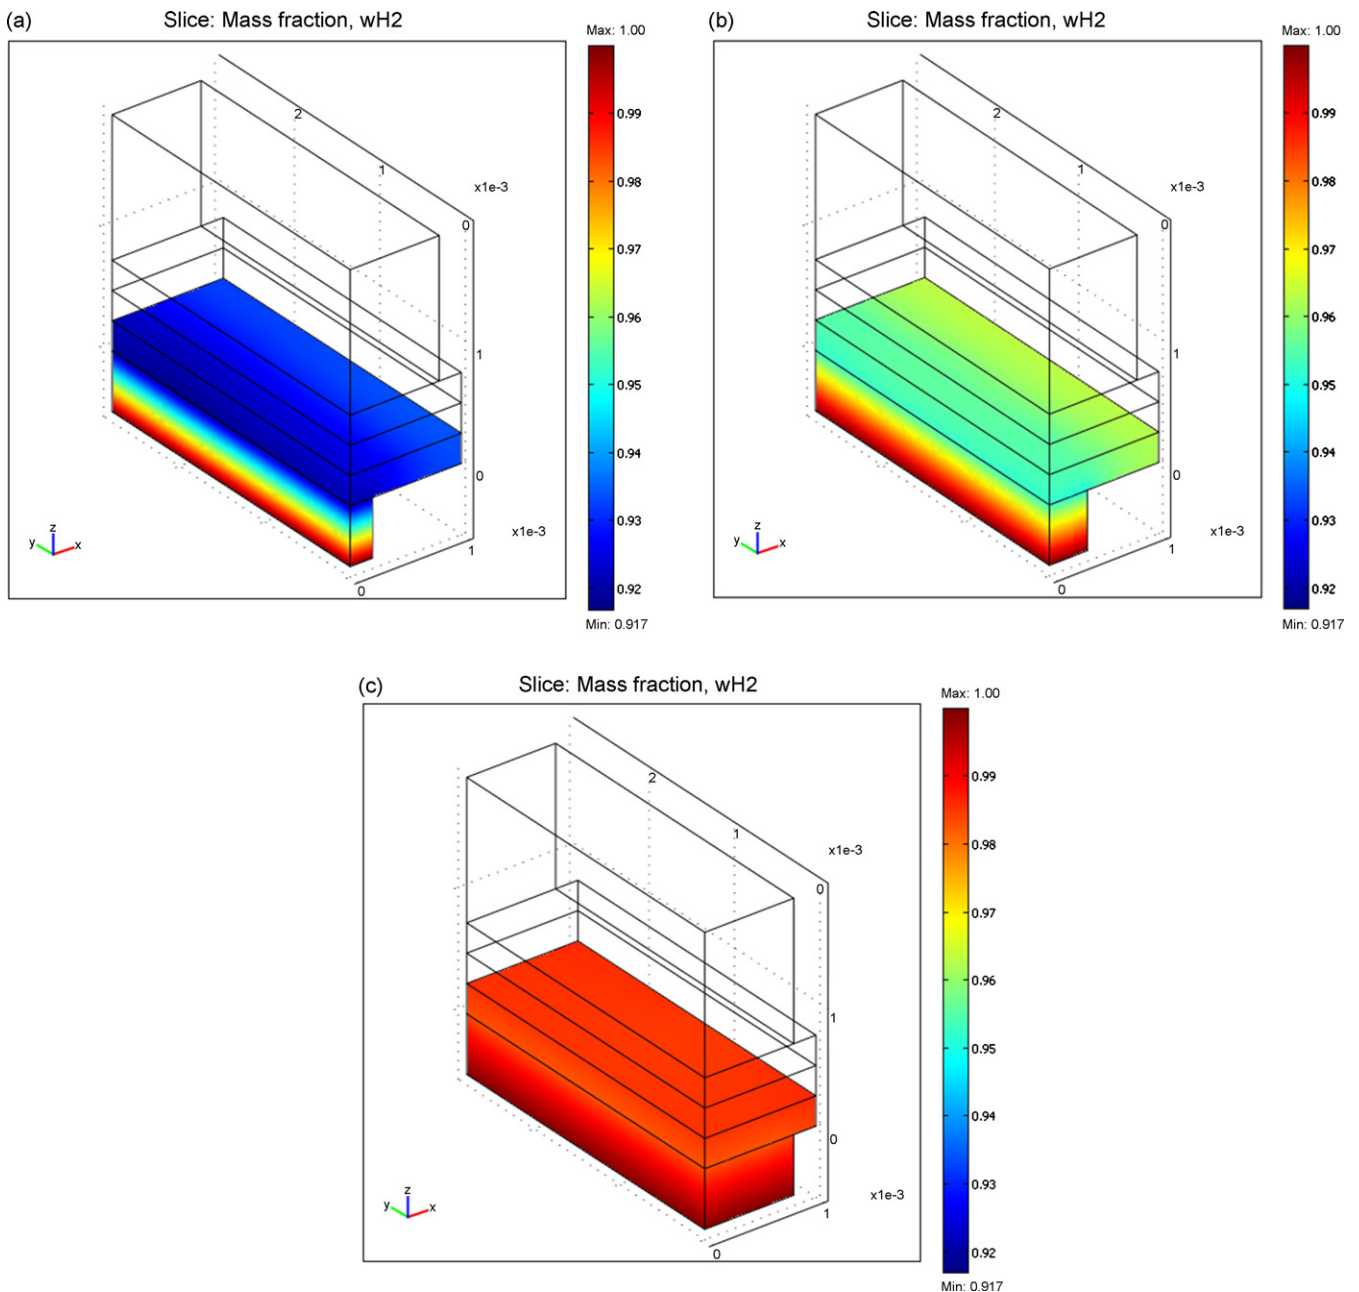 (a)
Slice: Mass fraction, wH2
Max: 1.00
2
1
x1e-3
0
1
0
x1e-3
1
0
z
y
x
0.99
0.98
0.97
0.96
0.95
0.94
0.93
0.92
Min: 0.917
(b)
Slice: Mass fraction, wH2
Max: 1.00
2
1
x1e-3
0
1
0
x1e-3
1
0
z
y
x
0.99
0.98
0.97
0.96
0.95
0.94
0.93
0.92
Min: 0.917
(c)
Slice: Mass fraction, wH2
Max: 1.00
2
1
x1e-3
0
1
0
x1e-3
1
0
z
y
x
0.99
0.98
0.97
0.96
0.95
0.94
0.93
0.92
Min: 0.917